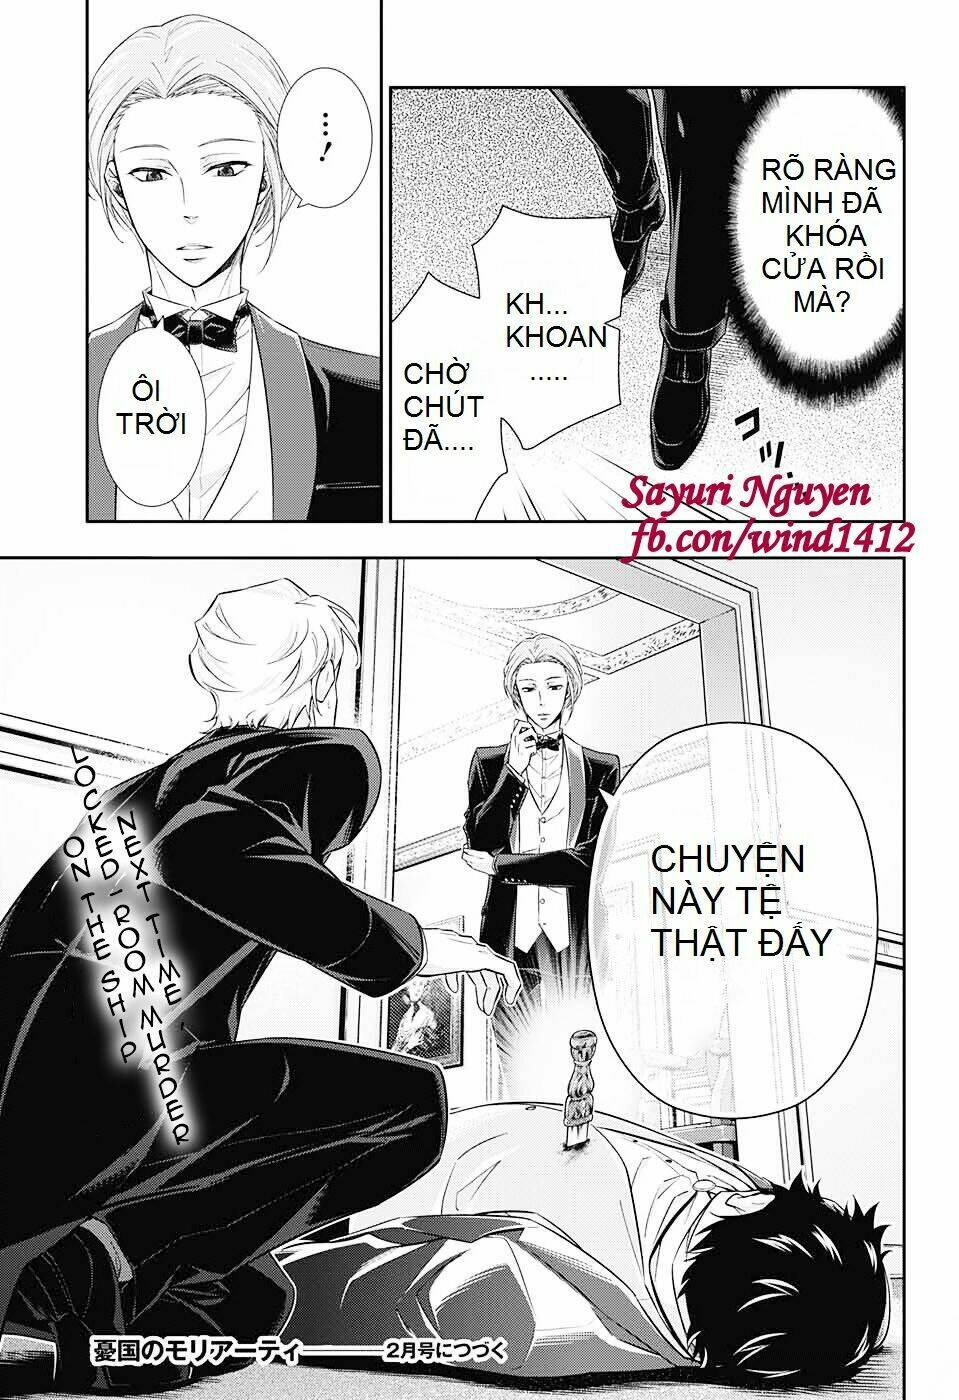 RÕ RÀNG
MÌNH ĐÃ
KHÓA
CỬA RỒI
MÀ?
KH...
KHOAN
.....
CHỜ
CHÚT
ĐÃ....
コツ..
...!
ÔI
TRỜI
Sayuri Nguyen
fb.con/wind1412
CHUYỆN
NÀY TỆ
THẬT ĐẤY
NEXT TIME,
LOCKED-ROOM MURDER
ON THE SHIP
憂国のモリアーティ———2月号につづく